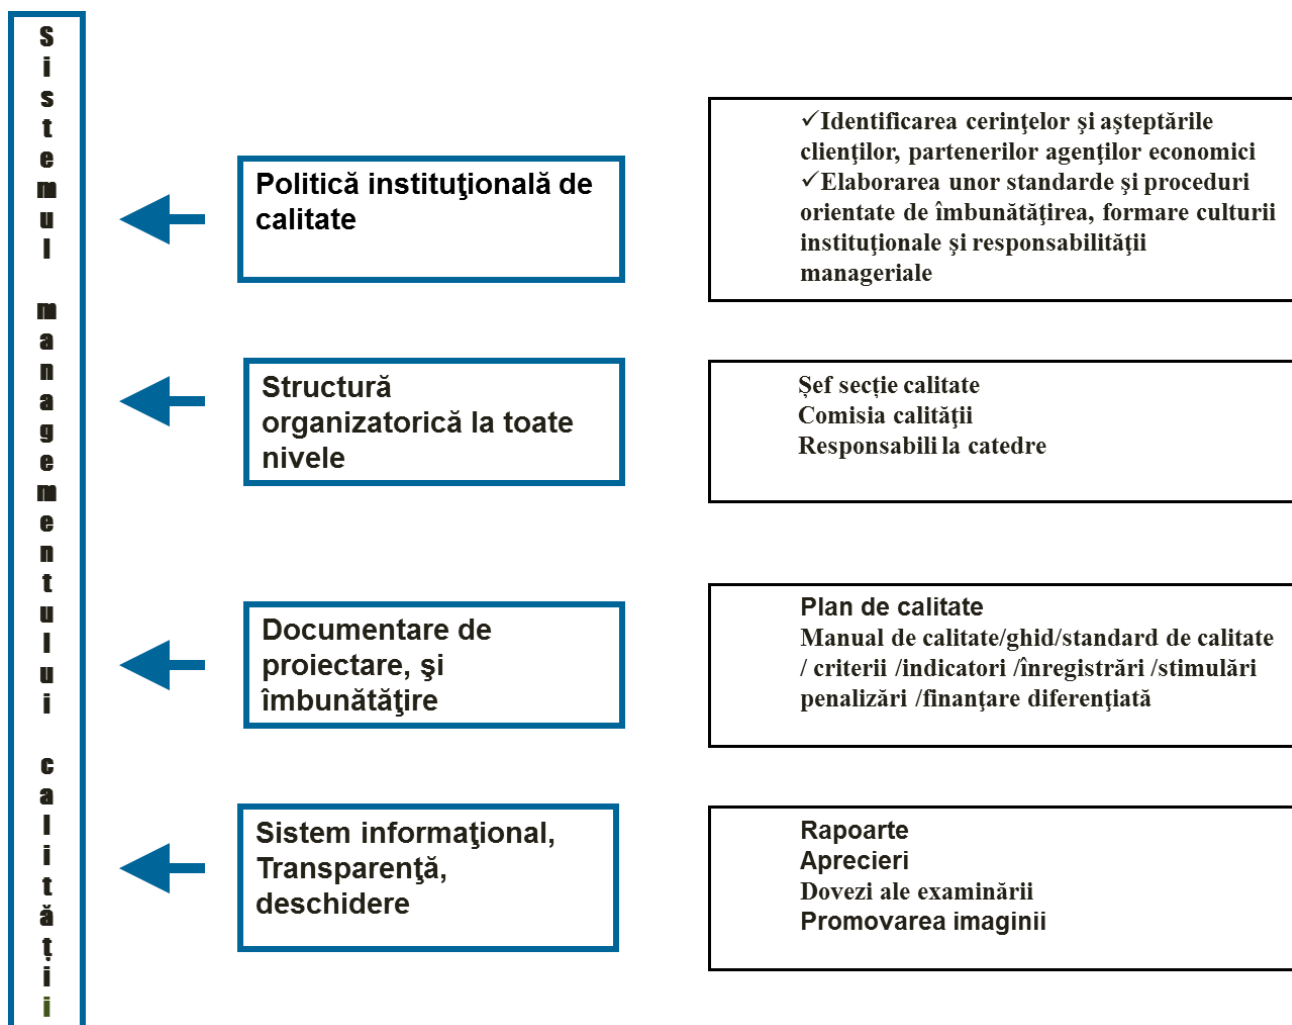 Sistemul managementului calității
Politică instituţională de
calitate
✓Identificarea cerinţelor şi aşteptările
clienţilor, partenerilor agenţilor economici
✓Elaborarea unor standarde şi proceduri
orientate de îmbunătăţirea, formare culturii
instituţionale şi responsabilităţii
manageriale
Structură
organizatorică la toate
nivele
Șef secție calitate
Comisia calităţii
Responsabili la catedre
Documentare de
proiectare, şi
îmbunătăţire
Plan de calitate
Manual de calitate/ghid/standard de calitate
/ criterii /indicatori /înregistrări /stimulări
penalizări /finanţare diferenţiată
Sistem informaţional,
Transparenţă,
deschidere
Rapoarte
Aprecieri
Dovezi ale examinării
Promovarea imaginii